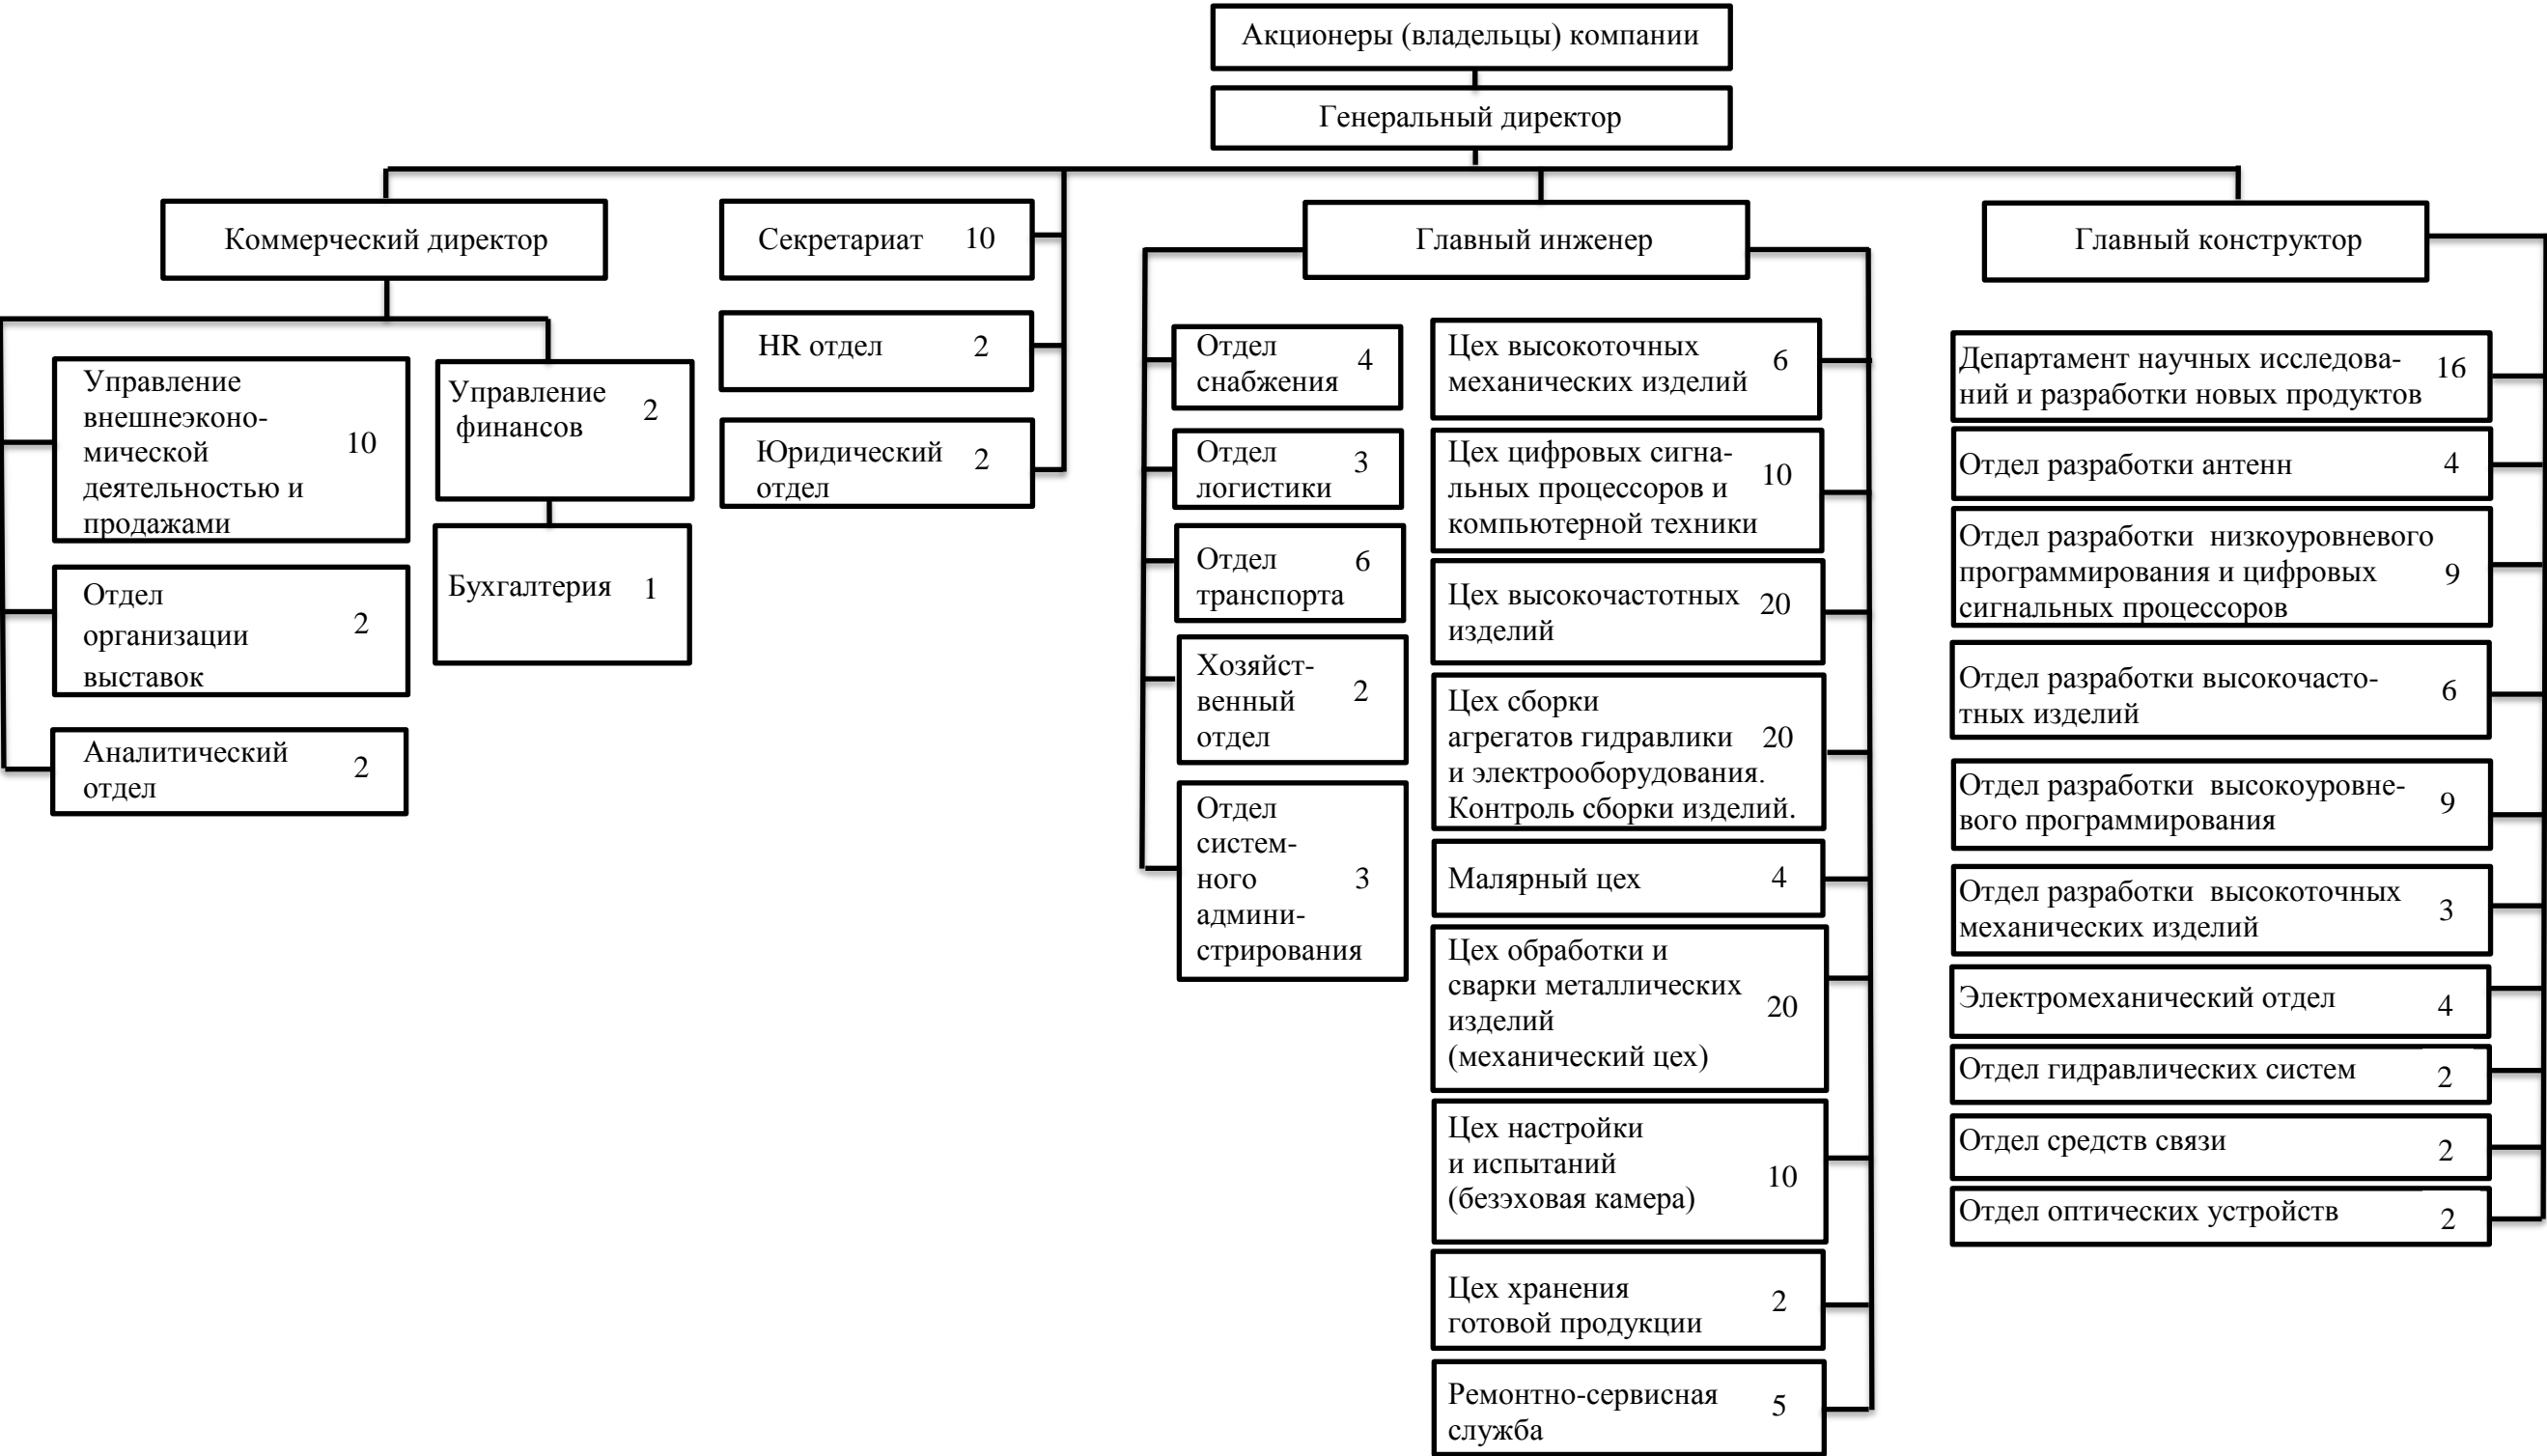 Акционеры (владельцы) компании
Генеральный директор
Коммерческий директор
Управление
внешнеэконо-
мической
деятельностью и
продажами
10
Отдел
организации
выставок
2
Аналитический
отдел
2
Управление
финансов
2
Бухгалтерия 1
Секретариат 10
HR отдел 2
Юридический
отдел
2
Главный инженер
Отдел
снабжения
4
Отдел
логистики
3
Отдел
транспорта
6
Хозяйст-
венный
отдел
2
Отдел
систем-
ного
админи-
стрирования
3
Цех высокоточных
механических изделий
6
Цех цифровых сигна-
льных процессоров и
компьютерной техники
10
Цех высокочастотных
изделий
20
Цех сборки
агрегатов гидравлики
и электрооборудования.
Контроль сборки изделий.
20
Малярный цех 4
Цех обработки и
сварки металлических
изделий
(механический цех)
20
Цех настройки
и испытаний
(безэховая камера)
10
Цех хранения
готовой продукции
2
Ремонтно-сервисная
служба
5
Главный конструктор
Департамент научных исследова-
ний и разработки новых продуктов
16
Отдел разработки антенн 4
Отдел разработки низкоуровневого
программирования и цифровых
сигнальных процессоров
9
Отдел разработки высокочасто-
тных изделий
6
Отдел разработки высокоуровне-
вого программирования
9
Отдел разработки высокоточных
механических изделий
3
Электромеханический отдел 4
Отдел гидравлических систем 2
Отдел средств связи 2
Отдел оптических устройств 2